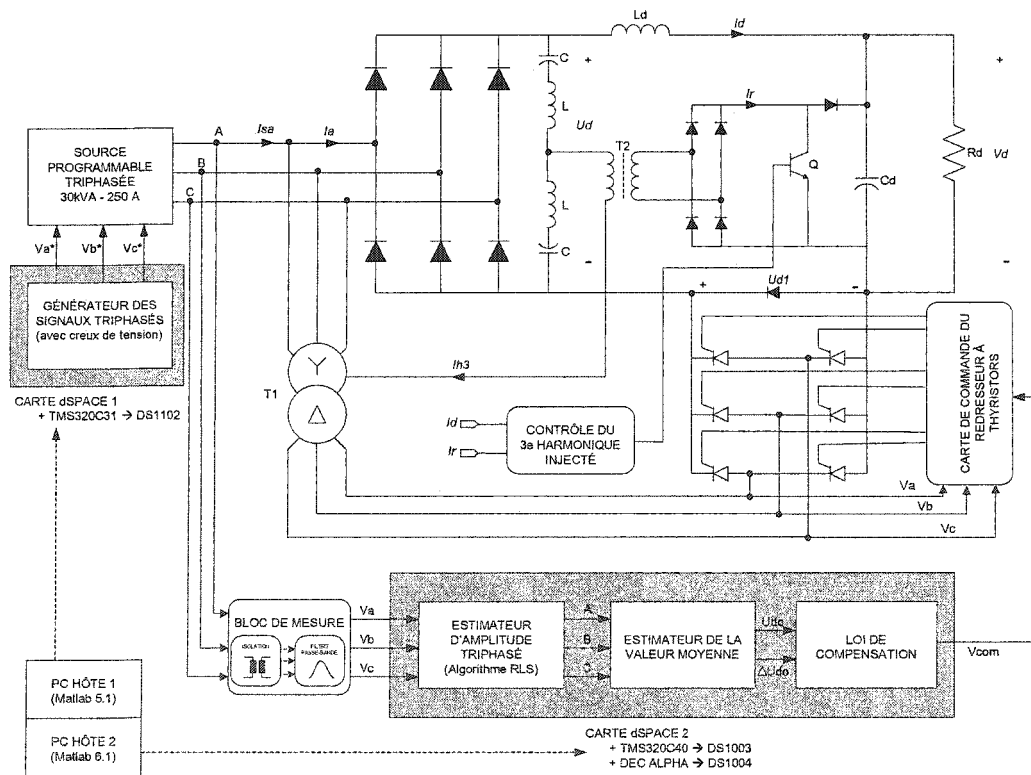 Ld
Id
C
+
L
Ud
Ir
+
A
Isa
Ia
T2
Q
Rd
Vd
SOURCE
PROGRAMMABLE
TRIPHASÉE
30kVA - 250 A
B
C
L
Cd
C
-
Va*
Vb*
Vc*
+
Ud1
-
-
GÉNÉRATEUR DES
SIGNAUX TRIPHASÉS
(avec creux de tension)
CARTE dSPACE 1
+ TMS320C31 → DS1102
Y
T1
Δ
Ih3
Id
Ir
CONTRÔLE DU
3e HARMONIQUE
INJECTÉ
CARTE DE COMMANDE DU
REDRESSEUR À
THYRISTORS
Va
Vb
Vc
BLOC DE MESURE
ISOLATION
FILTRE
PASSE-BANDE
Va
Vb
Vc
ESTIMATEUR
D'AMPLITUDE
TRIPHASÉ
(Algorithme RLS)
A
B
C
ESTIMATEUR DE LA
VALEUR MOYENNE
Udo
ΔUdo
LOI DE
COMPENSATION
Vcom
PC HÔTE 1
(Matlab 5.1)
PC HÔTE 2
(Matlab 6.1)
CARTE dSPACE 2
+ TMS320C40 → DS1003
+ DEC ALPHA → DS1004